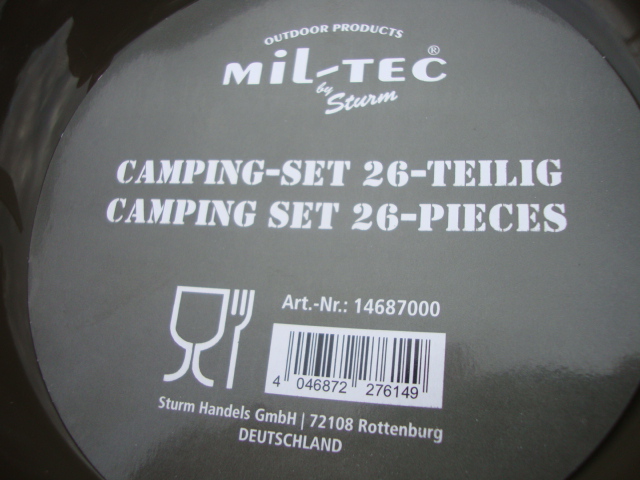 OUTDOOR PRODUCTS
MiL-TEC®
by Sturm
CAMPING-SET 26-TEILIG
CAMPING SET 26-PIECES
Art.-Nr.: 14687000
4 046872 276149
Sturm Handels GmbH | 72108 Rottenburg
DEUTSCHLAND